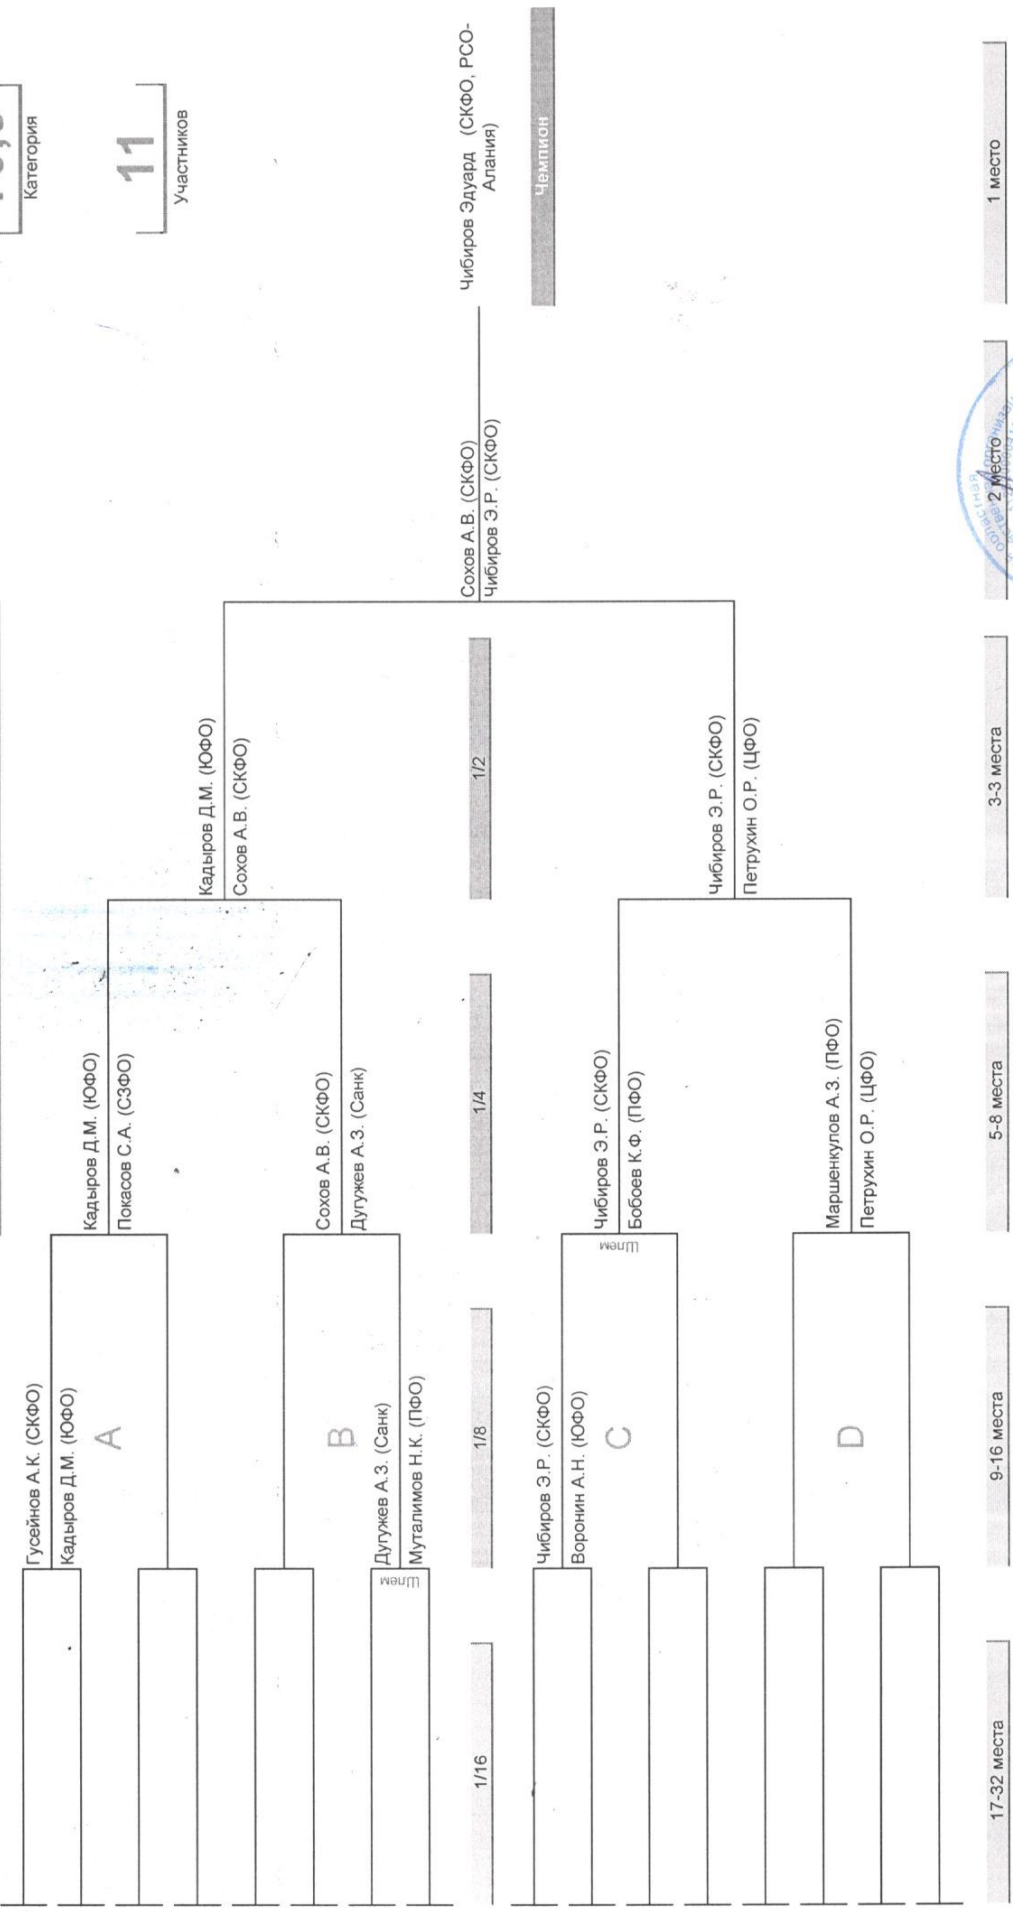 Категория
11
Участников
Гусейнов А.К. (СКФО)
Кадыров Д.М. (ЮФО)
A
Кадыров Д.М. (ЮФО)
Покасов С.А. (СЗФО)
Кадыров Д.М. (ЮФО)
Сохов А.В. (СКФО)
Сохов А.В. (СКФО)
Дугужев А.З. (Санк)
B
Дугужев А.З. (Санк)
Муталимов Н.К. (ПФО)
Шлем
Сохов А.В. (СКФО)
Чибиров Э.Р. (СКФО)
Чибиров Эдуард (СКФО, РСО-
Алания)
1/16
1/8
1/4
1/2
Чемпион
Чибиров Э.Р. (СКФО)
Воронин А.Н. (ЮФО)
C
Шлем
Чибиров Э.Р. (СКФО)
Бобоев К.Ф. (ПФО)
Чибиров Э.Р. (СКФО)
Петрухин О.Р. (ЦФО)
D
Маршенкулов А.З. (ПФО)
Петрухин О.Р. (ЦФО)
17-32 места
9-16 места
5-8 места
3-3 места
2 место
1 место